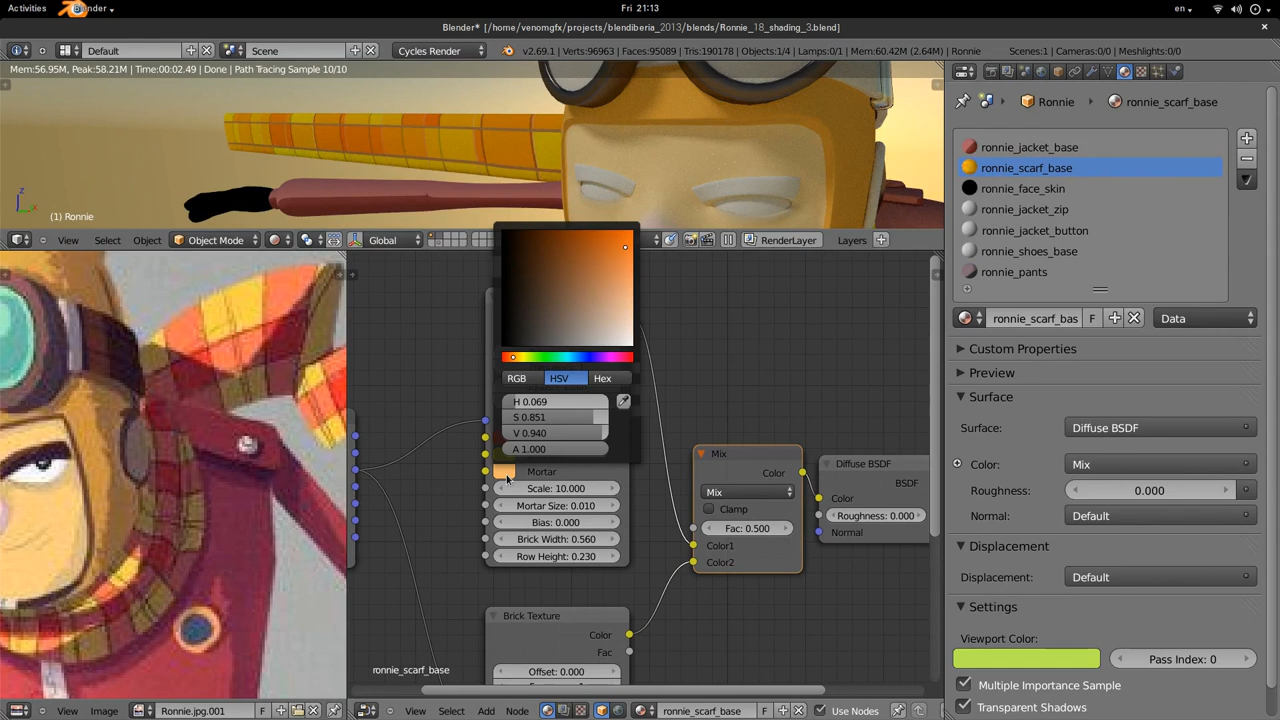 Activities Blender Fri 21:13 en
Blender* [/home/venomgfx/projects/blendiberia_2013/blends/Ronnie_18_shading_3.blend]
Default Scene Cycles Render v2.69.1 | Verts:96963 | Faces:95089 | Tris:190178 | Objects:1/4 | Lamps:0/1 | Mem:60.42M (2.64M) | Ronnie Scenes:1 | Cameras:0/0 | Meshlights:0/0
Mem:56.95M, Peak:58.21M | Time:00:02.49 | Done | Path Tracing Sample 10/10
z
(1) Ronnie
View Select Object Object Mode Global RenderLayer Layers
RGB HSV Hex
H 0.069
S 0.851
V 0.940
A 1.000
Mortar
Scale: 10.000
Mortar Size: 0.010
Bias: 0.000
Brick Width: 0.560
Row Height: 0.230
Brick Texture
Color
Fac
Offset: 0.000
Mix
Color
Mix
Clamp
Fac: 0.500
Color1
Color2
Diffuse BSDF
BSDF
Color
Roughness: 0.000
Normal
ronnie_scarf_base
View Image Ronnie.jpg.001 F
View Select Add Node ronnie_scarf_base F Use Nodes
Ronnie ronnie_scarf_base
ronnie_jacket_base
ronnie_scarf_base
ronnie_face_skin
ronnie_jacket_zip
ronnie_jacket_button
ronnie_shoes_base
ronnie_pants
ronnie_scarf_bas F Data
Custom Properties
Preview
Surface
Surface: Diffuse BSDF
Color: Mix
Roughness: 0.000
Normal: Default
Displacement
Displacement: Default
Settings
Viewport Color:
Pass Index: 0
Multiple Importance Sample
Transparent Shadows